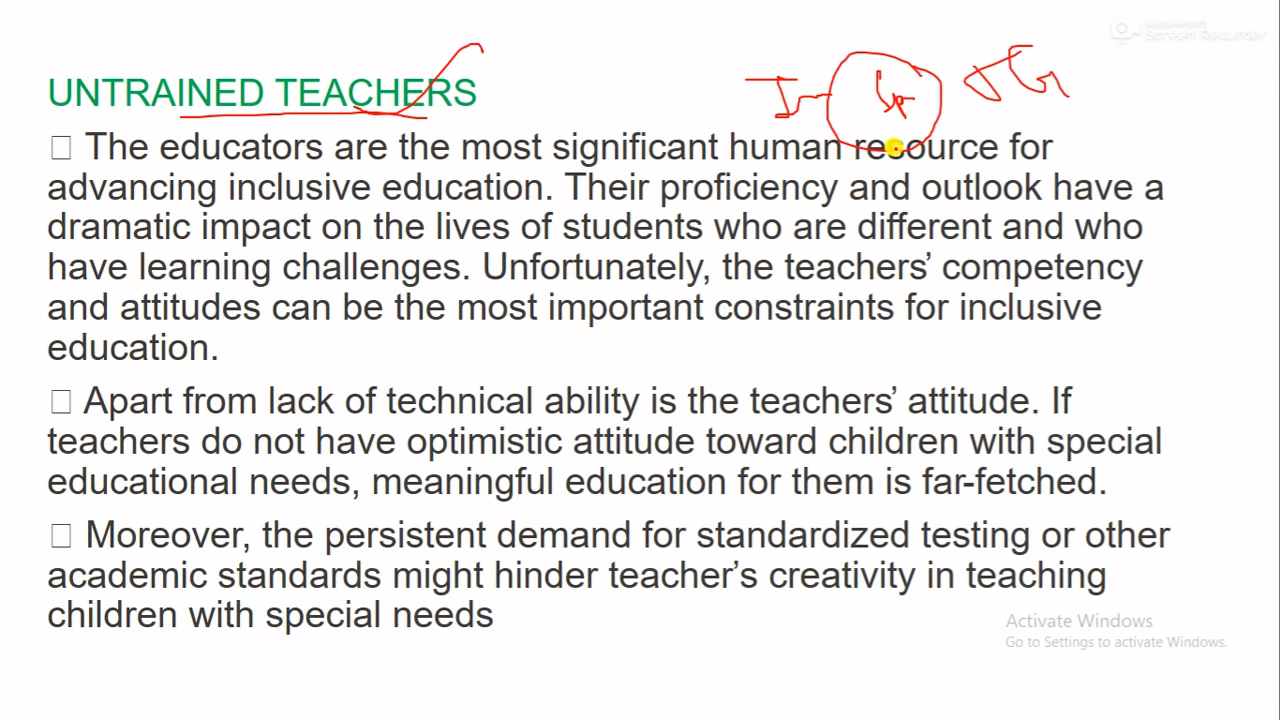 Screen Recorder
UNTRAINED TEACHERS
The educators are the most significant human resource for
advancing inclusive education. Their proficiency and outlook have a
dramatic impact on the lives of students who are different and who
have learning challenges. Unfortunately, the teachers’ competency
and attitudes can be the most important constraints for inclusive
education.
Apart from lack of technical ability is the teachers’ attitude. If
teachers do not have optimistic attitude toward children with special
educational needs, meaningful education for them is far-fetched.
Moreover, the persistent demand for standardized testing or other
academic standards might hinder teacher’s creativity in teaching
children with special needs
Activate Windows
Go to Settings to activate Windows.